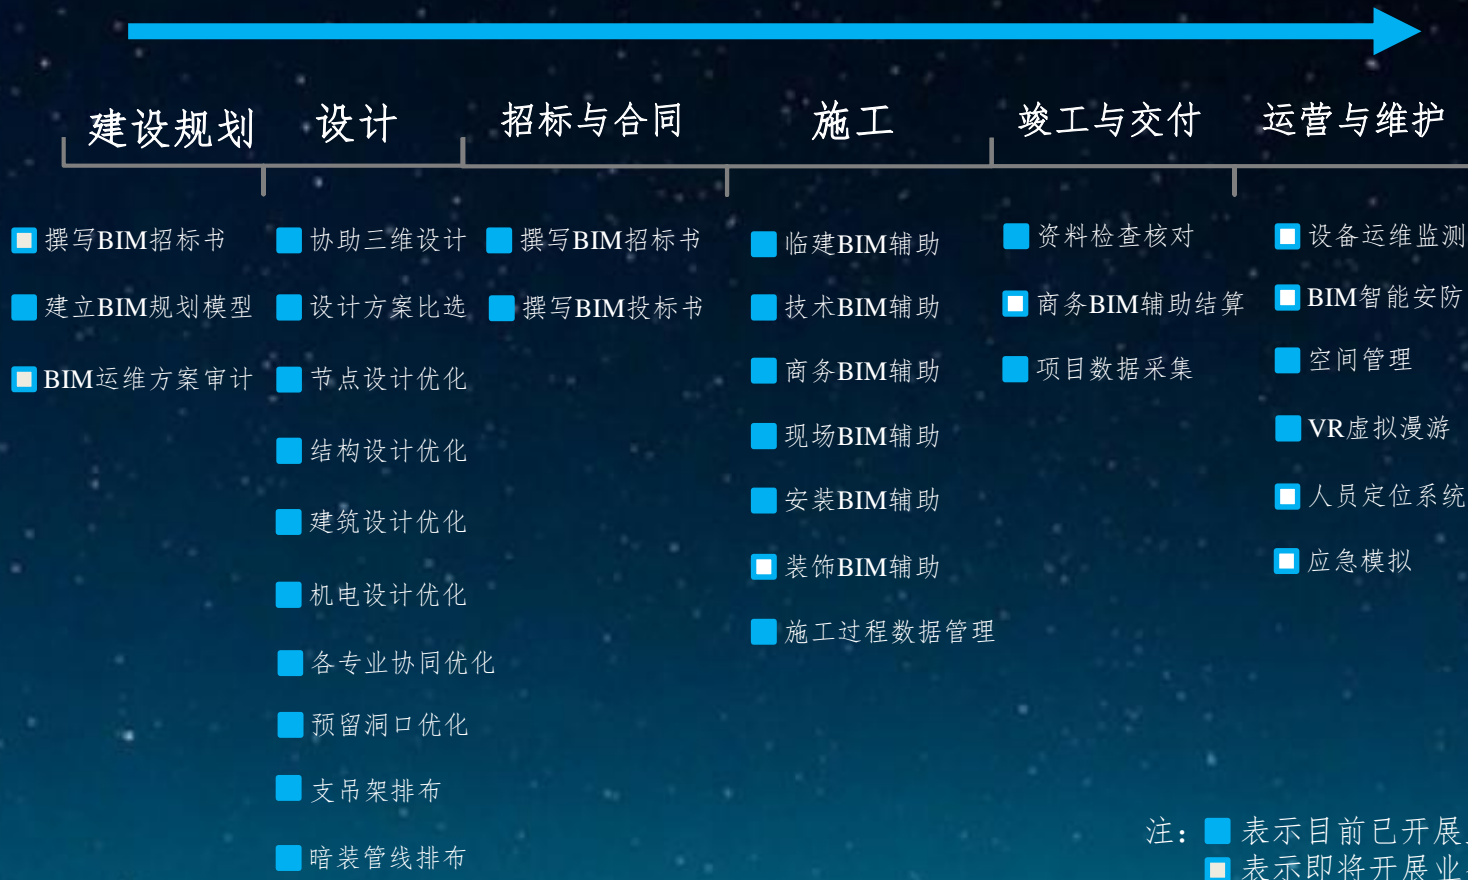 建设规划
设计
招标与合同
施工
竣工与交付
运营与维护
撰写BIM招标书
建立BIM规划模型
BIM运维方案审计
协助三维设计
设计方案比选
节点设计优化
结构设计优化
建筑设计优化
机电设计优化
各专业协同优化
预留洞口优化
支吊架排布
暗装管线排布
撰写BIM招标书
撰写BIM投标书
临建BIM辅助
技术BIM辅助
商务BIM辅助
现场BIM辅助
安装BIM辅助
装饰BIM辅助
施工过程数据管理
资料检查核对
商务BIM辅助结算
项目数据采集
设备运维监测
BIM智能安防
空间管理
VR虚拟漫游
人员定位系统
应急模拟
注：表示目前已开展
表示即将开展业